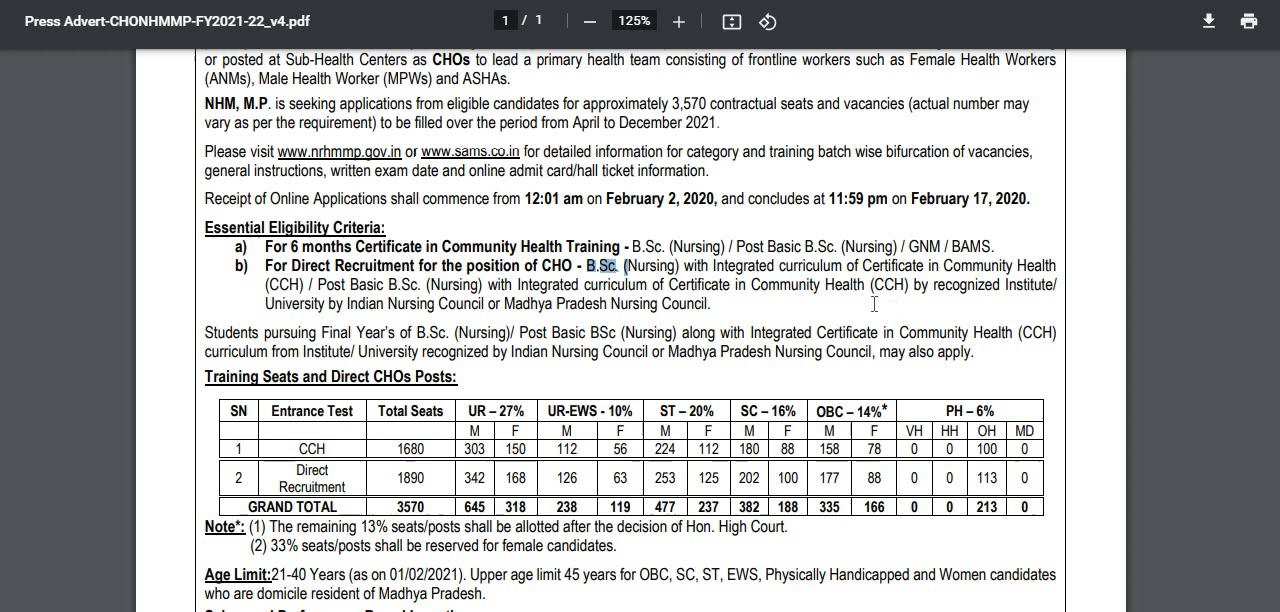 Press Advert-CHONHMMP-FY2021-22_v4.pdf 1 / 1 125%
or posted at Sub-Health Centers as CHOs to lead a primary health team consisting of frontline workers such as Female Health Workers
(ANMs), Male Health Worker (MPWs) and ASHAs.
NHM, M.P. is seeking applications from eligible candidates for approximately 3,570 contractual seats and vacancies (actual number may
vary as per the requirement) to be filled over the period from April to December 2021.
Please visit www.nrhmmp.gov.in or www.sams.co.in for detailed information for category and training batch wise bifurcation of vacancies,
general instructions, written exam date and online admit card/hall ticket information.
Receipt of Online Applications shall commence from 12:01 am on February 2, 2020, and concludes at 11:59 pm on February 17, 2020.
Essential Eligibility Criteria:
a) For 6 months Certificate in Community Health Training - B.Sc. (Nursing) / Post Basic B.Sc. (Nursing) / GNM / BAMS.
b) For Direct Recruitment for the position of CHO - B.Sc. (Nursing) with Integrated curriculum of Certificate in Community Health
(CCH) / Post Basic B.Sc. (Nursing) with Integrated curriculum of Certificate in Community Health (CCH) by recognized Institute/
University by Indian Nursing Council or Madhya Pradesh Nursing Council.
Students pursuing Final Year's of B.Sc. (Nursing)/ Post Basic BSc (Nursing) along with Integrated Certificate in Community Health (CCH)
curriculum from Institute/ University recognized by Indian Nursing Council or Madhya Pradesh Nursing Council, may also apply.
Training Seats and Direct CHOs Posts:
SN Entrance Test Total Seats UR – 27% UR-EWS - 10% ST – 20% SC – 16% OBC – 14%* PH – 6%
M F M F M F M F M F VH HH OH MD
1 CCH 1680 303 150 112 56 224 112 180 88 158 78 0 0 100 0
2 Direct Recruitment 1890 342 168 126 63 253 125 202 100 177 88 0 0 113 0
GRAND TOTAL 3570 645 318 238 119 477 237 382 188 335 166 0 0 213 0
Note*: (1) The remaining 13% seats/posts shall be allotted after the decision of Hon. High Court.
(2) 33% seats/posts shall be reserved for female candidates.
Age Limit:21-40 Years (as on 01/02/2021). Upper age limit 45 years for OBC, SC, ST, EWS, Physically Handicapped and Women candidates
who are domicile resident of Madhya Pradesh.